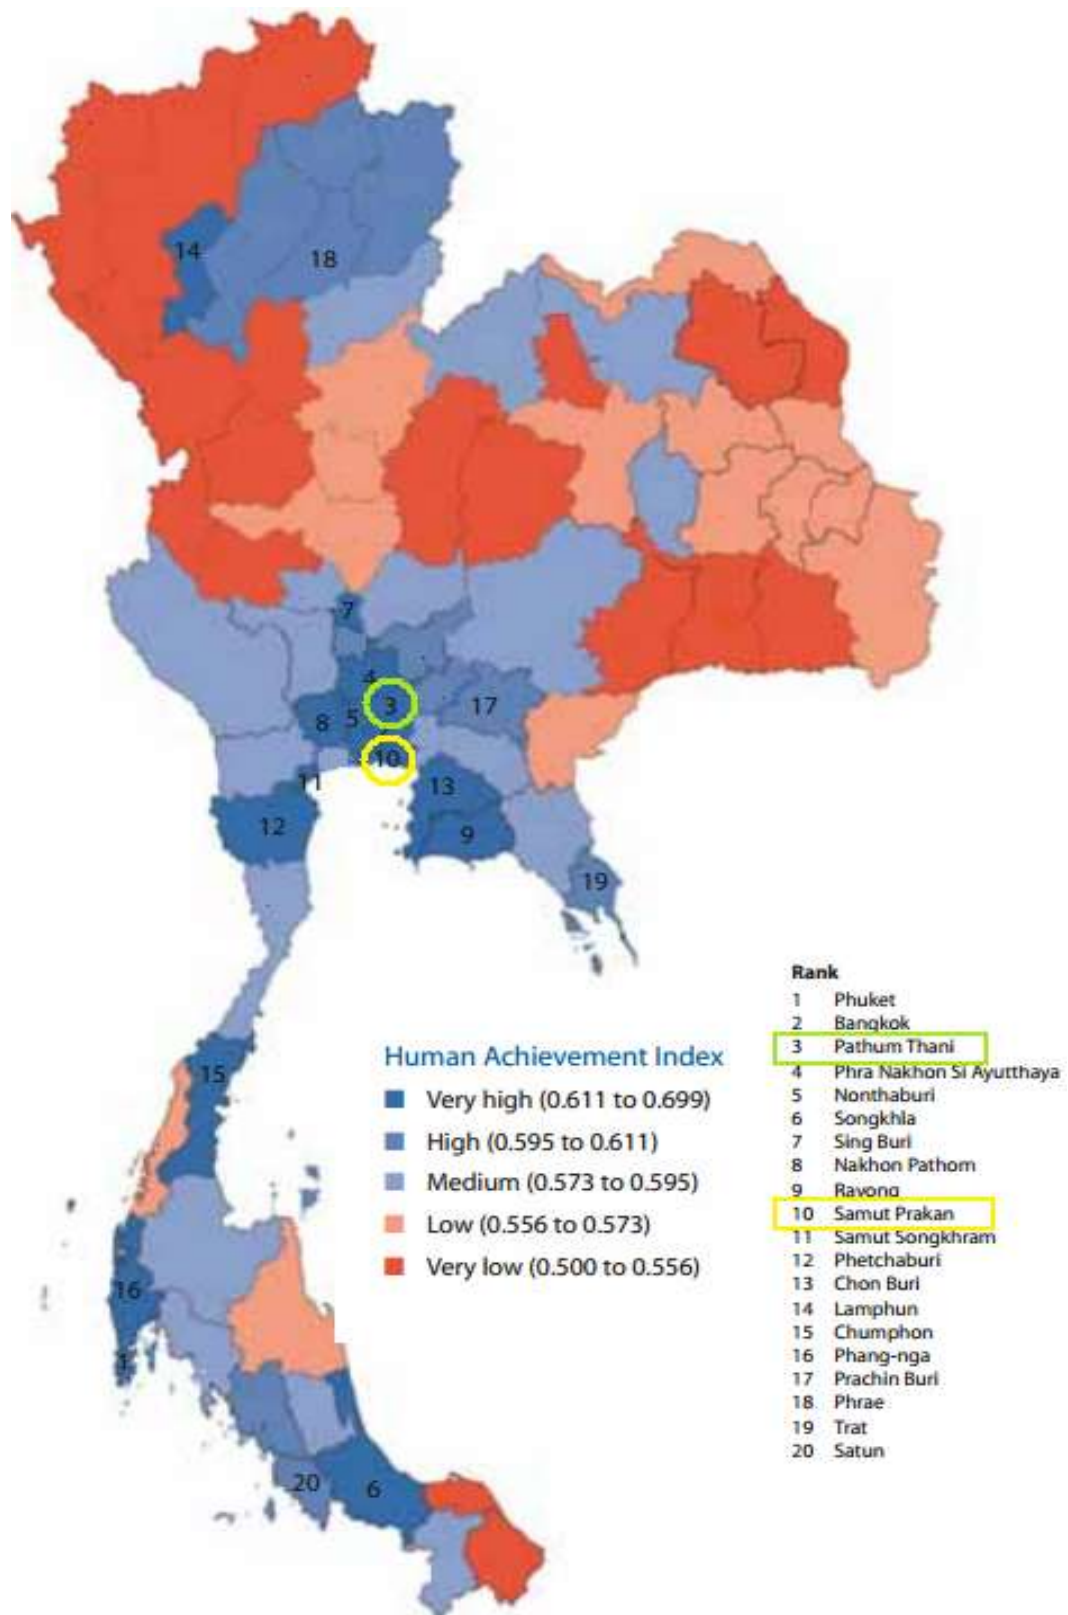 14
18
7
4
3
17
8
5
10
11
13
12
9
19
15
16
1
20
6
Human Achievement Index
Very high (0.611 to 0.699)
High (0.595 to 0.611)
Medium (0.573 to 0.595)
Low (0.556 to 0.573)
Very low (0.500 to 0.556)
Rank
1 Phuket
2 Bangkok
3 Pathum Thani
4 Phra Nakhon Si Ayutthaya
5 Nonthaburi
6 Songkhla
7 Sing Buri
8 Nakhon Pathom
9 Rayong
10 Samut Prakan
11 Samut Songkhram
12 Phetchaburi
13 Chon Buri
14 Lamphun
15 Chumphon
16 Phang-nga
17 Prachin Buri
18 Phrae
19 Trat
20 Satun